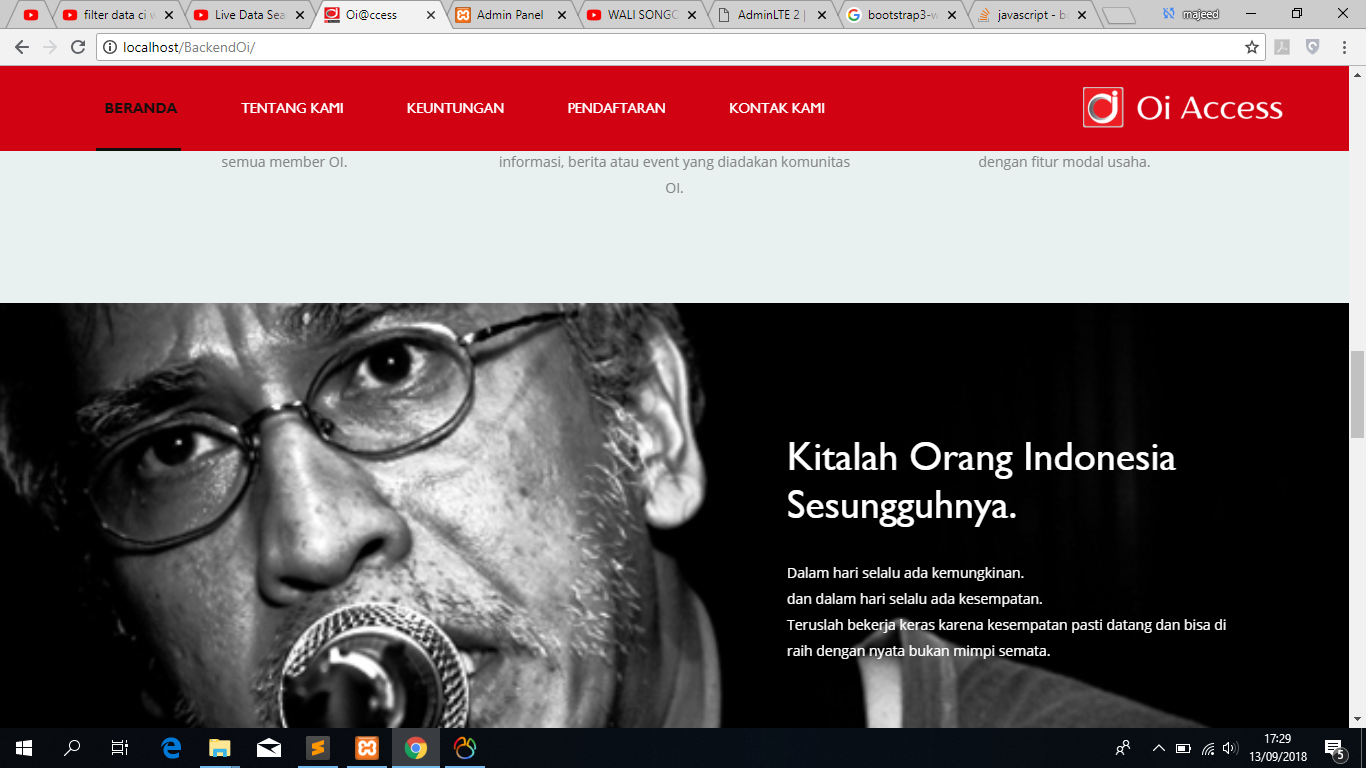 filter data ci w
Live Data Sea
Oi@ccess
Admin Panel
WALI SONGO
AdminLTE 2 |
bootstrap3-w
javascript - bo
majeed
localhost/BackendOi/
BERANDA
TENTANG KAMI
KEUNTUNGAN
PENDAFTARAN
KONTAK KAMI
Oi Access
semua member OI.
informasi, berita atau event yang diadakan komunitas
OI.
dengan fitur modal usaha.
Kitalah Orang Indonesia
Sesungguhnya.
Dalam hari selalu ada kemungkinan.
dan dalam hari selalu ada kesempatan.
Teruslah bekerja keras karena kesempatan pasti datang dan bisa di
raih dengan nyata bukan mimpi semata.
17:29
13/09/2018
5